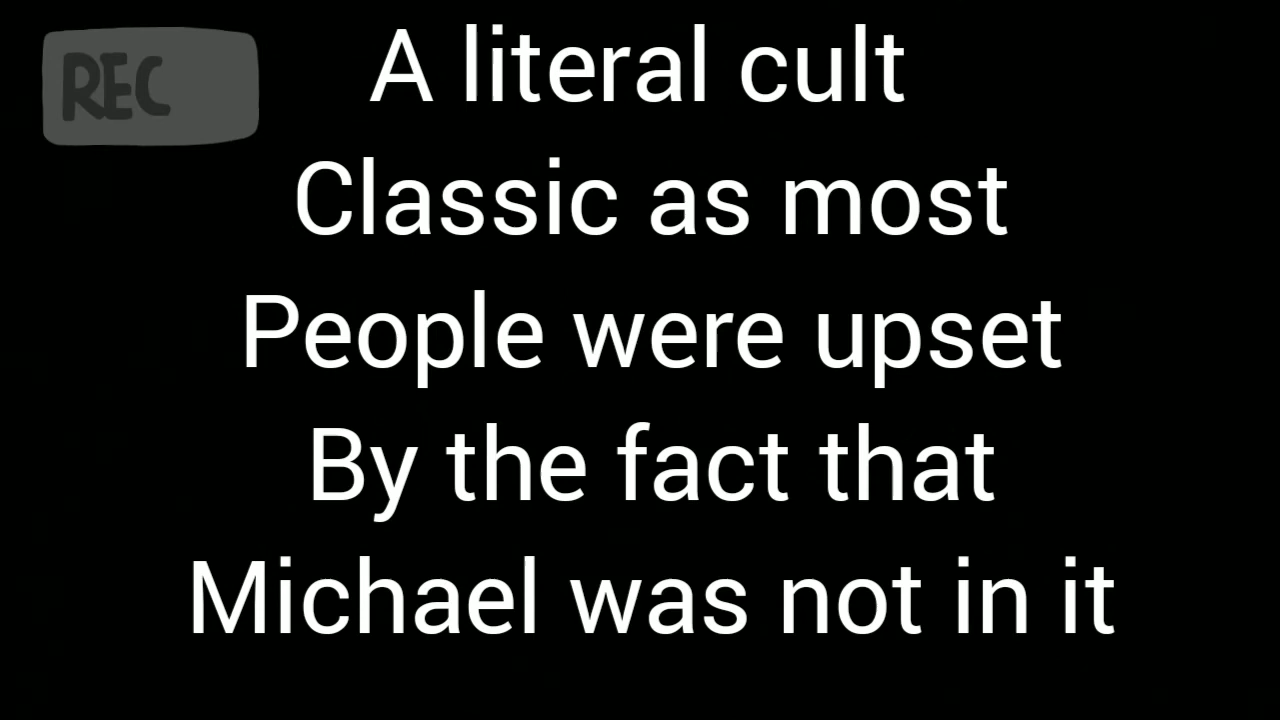 REC
A literal cult
Classic as most
People were upset
By the fact that
Michael was not in it